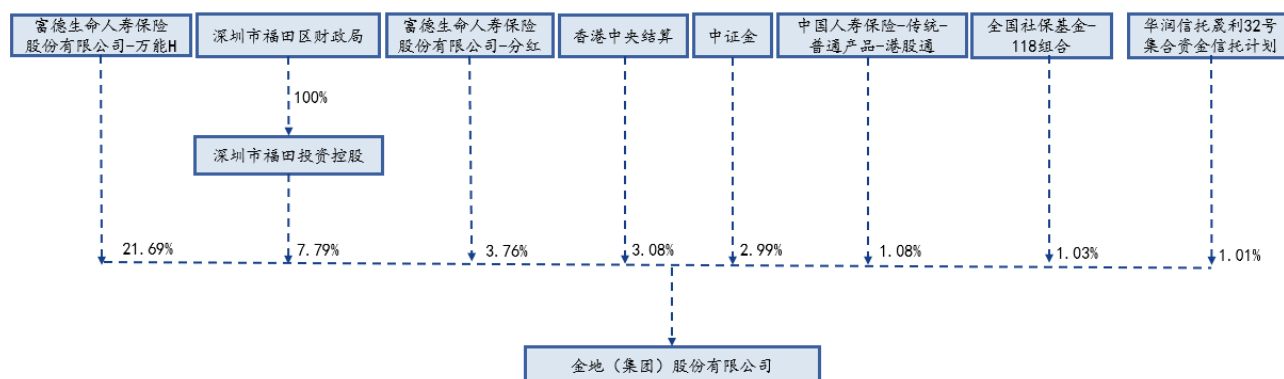 富德生命人寿保险
股份有限公司-万能H
深圳市福田区财政局
富德生命人寿保险
股份有限公司-分红
香港中央结算
中证金
中国人寿保险-传统-
普通产品-港股通
全国社保基金-
118组合
华润信托晟利32号
集合资金信托计划
100%
深圳市福田投资控股
21.69%
7.79%
3.76%
3.08%
2.99%
1.08%
1.03%
1.01%
金地（集团）股份有限公司